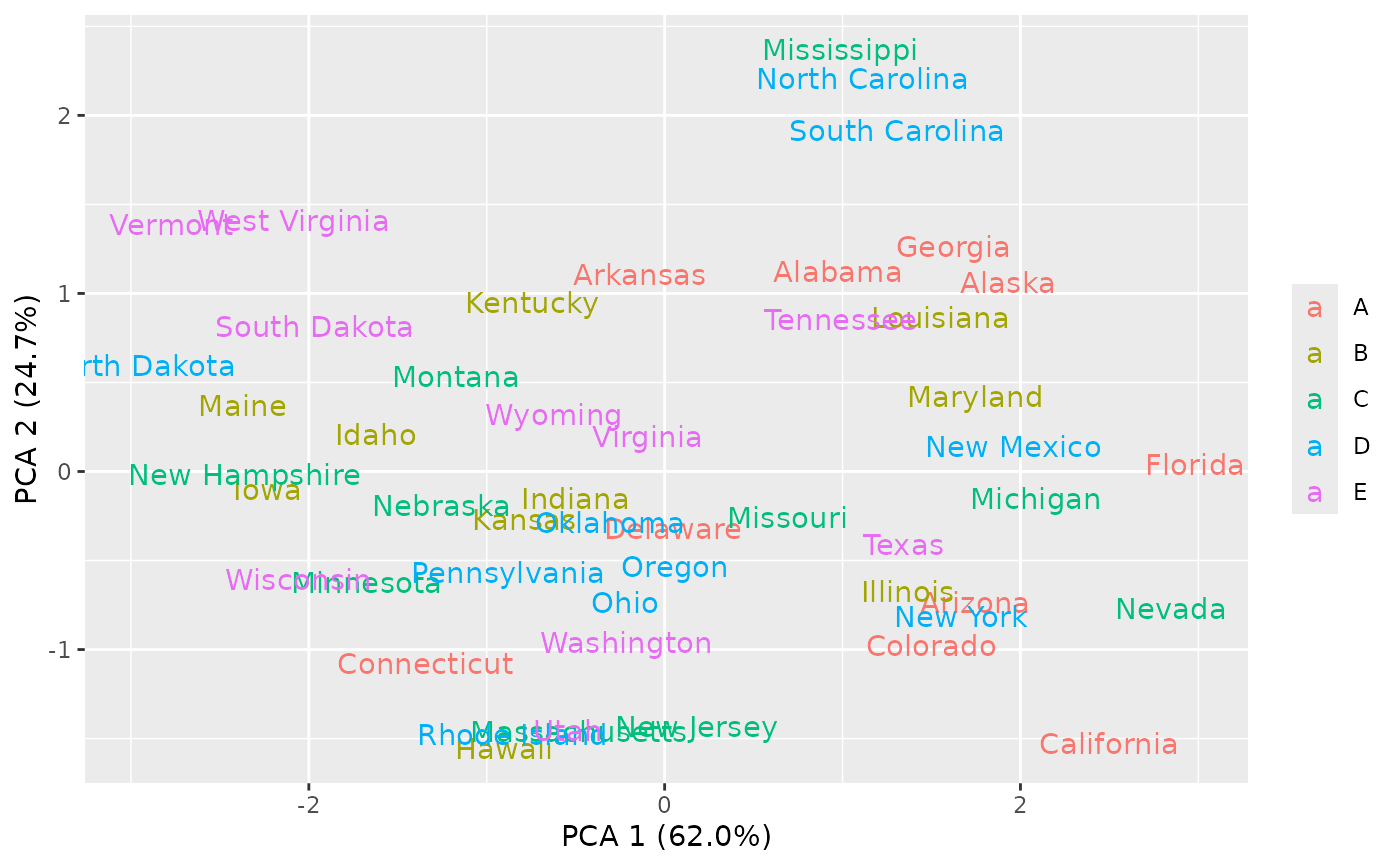 Mississippi
North Carolina
2
South Carolina
Vermont
West Virginia
Georgia
Arkansas
Alabama
Alaska
1
Kentucky
Tennessee
Louisiana
South Dakota
rth Dakota
Montana
Maine
Maryland
Wyoming
Idaho
Virginia
New Mexico
0
New Hampshire
Florida
Iowa
Nebraska
Indiana
Michigan
Kansas
Oklahoma
Delaware
Missouri
Texas
Wisconsin
Minnesota
Pennsylvania
Oregon
Illinois
Ohio
Arizona
New York
Nevada
-1
Washington
Colorado
Connecticut
Rhode Island
Massachusetts
Utah
New Jersey
Hawaii
California
-2
0
2
PCA 1 (62.0%)
PCA 2 (24.7%)
a A
a B
a C
a D
a E